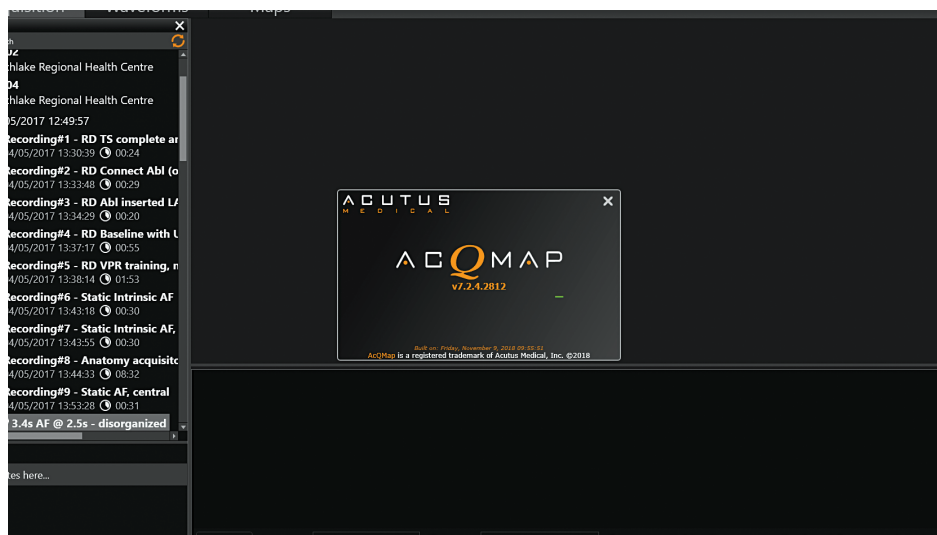 Waveforms
Maps
02
thlake Regional Health Centre
04
thlake Regional Health Centre
05/2017 12:49:57
Recording#1 - RD TS complete an
4/05/2017 13:30:39 00:24
Recording#2 - RD Connect Abl (o
4/05/2017 13:33:48 00:29
Recording#3 - RD Abl inserted LA
4/05/2017 13:34:29 00:20
Recording#4 - RD Baseline with U
4/05/2017 13:37:17 00:55
Recording#5 - RD VPR training, n
4/05/2017 13:38:14 01:53
Recording#6 - Static Intrinsic AF
4/05/2017 13:43:18 00:30
Recording#7 - Static Intrinsic AF,
4/05/2017 13:43:55 00:30
Recording#8 - Anatomy acquisito
4/05/2017 13:44:33 08:32
Recording#9 - Static AF, central
4/05/2017 13:53:28 00:31
3.4s AF @ 2.5s - disorganized
tes here...
ACUTUS
MEDICAL
ACQMAP
v7.2.4.2812
Built on: Friday, November 9, 2018 09:55:53
AcQMap is a registered trademark of Acutus Medical, Inc. ©2018